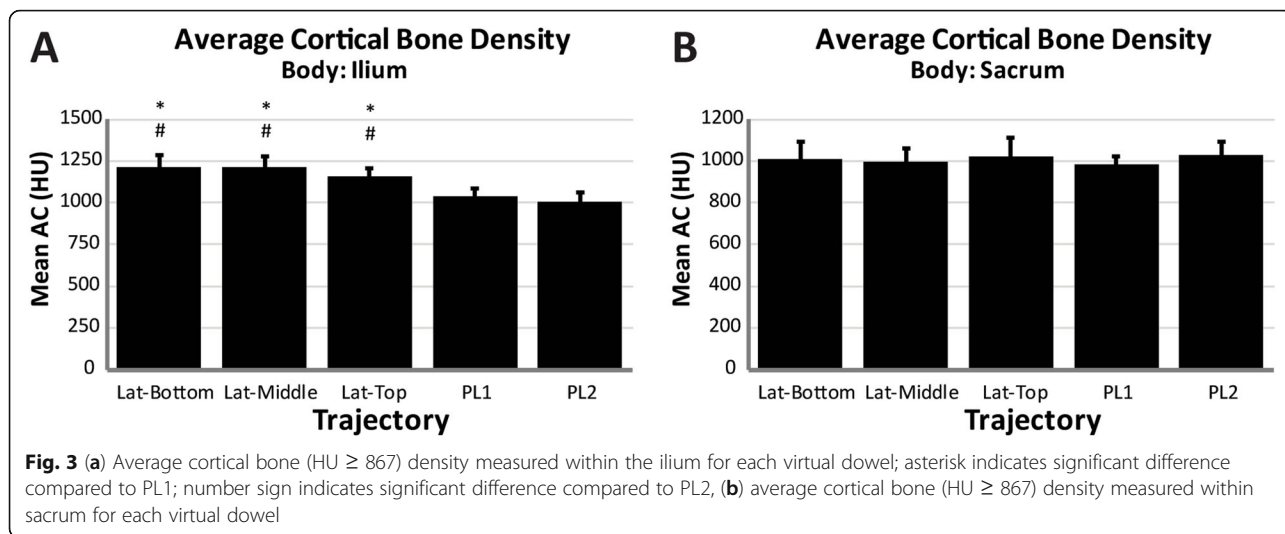 A
Average Cortical Bone Density
Body: Ilium
* * *
# # #
Mean AC (HU)
1500
1250
1000
750
500
250
0
Lat-Bottom Lat-Middle Lat-Top PL1 PL2
Trajectory
B
Average Cortical Bone Density
Body: Sacrum
Mean AC (HU)
1200
1000
800
600
400
200
0
Lat-Bottom Lat-Middle Lat-Top PL1 PL2
Trajectory
Fig. 3 (a) Average cortical bone (HU ≥ 867) density measured within the ilium for each virtual dowel; asterisk indicates significant difference
compared to PL1; number sign indicates significant difference compared to PL2, (b) average cortical bone (HU ≥ 867) density measured within
sacrum for each virtual dowel